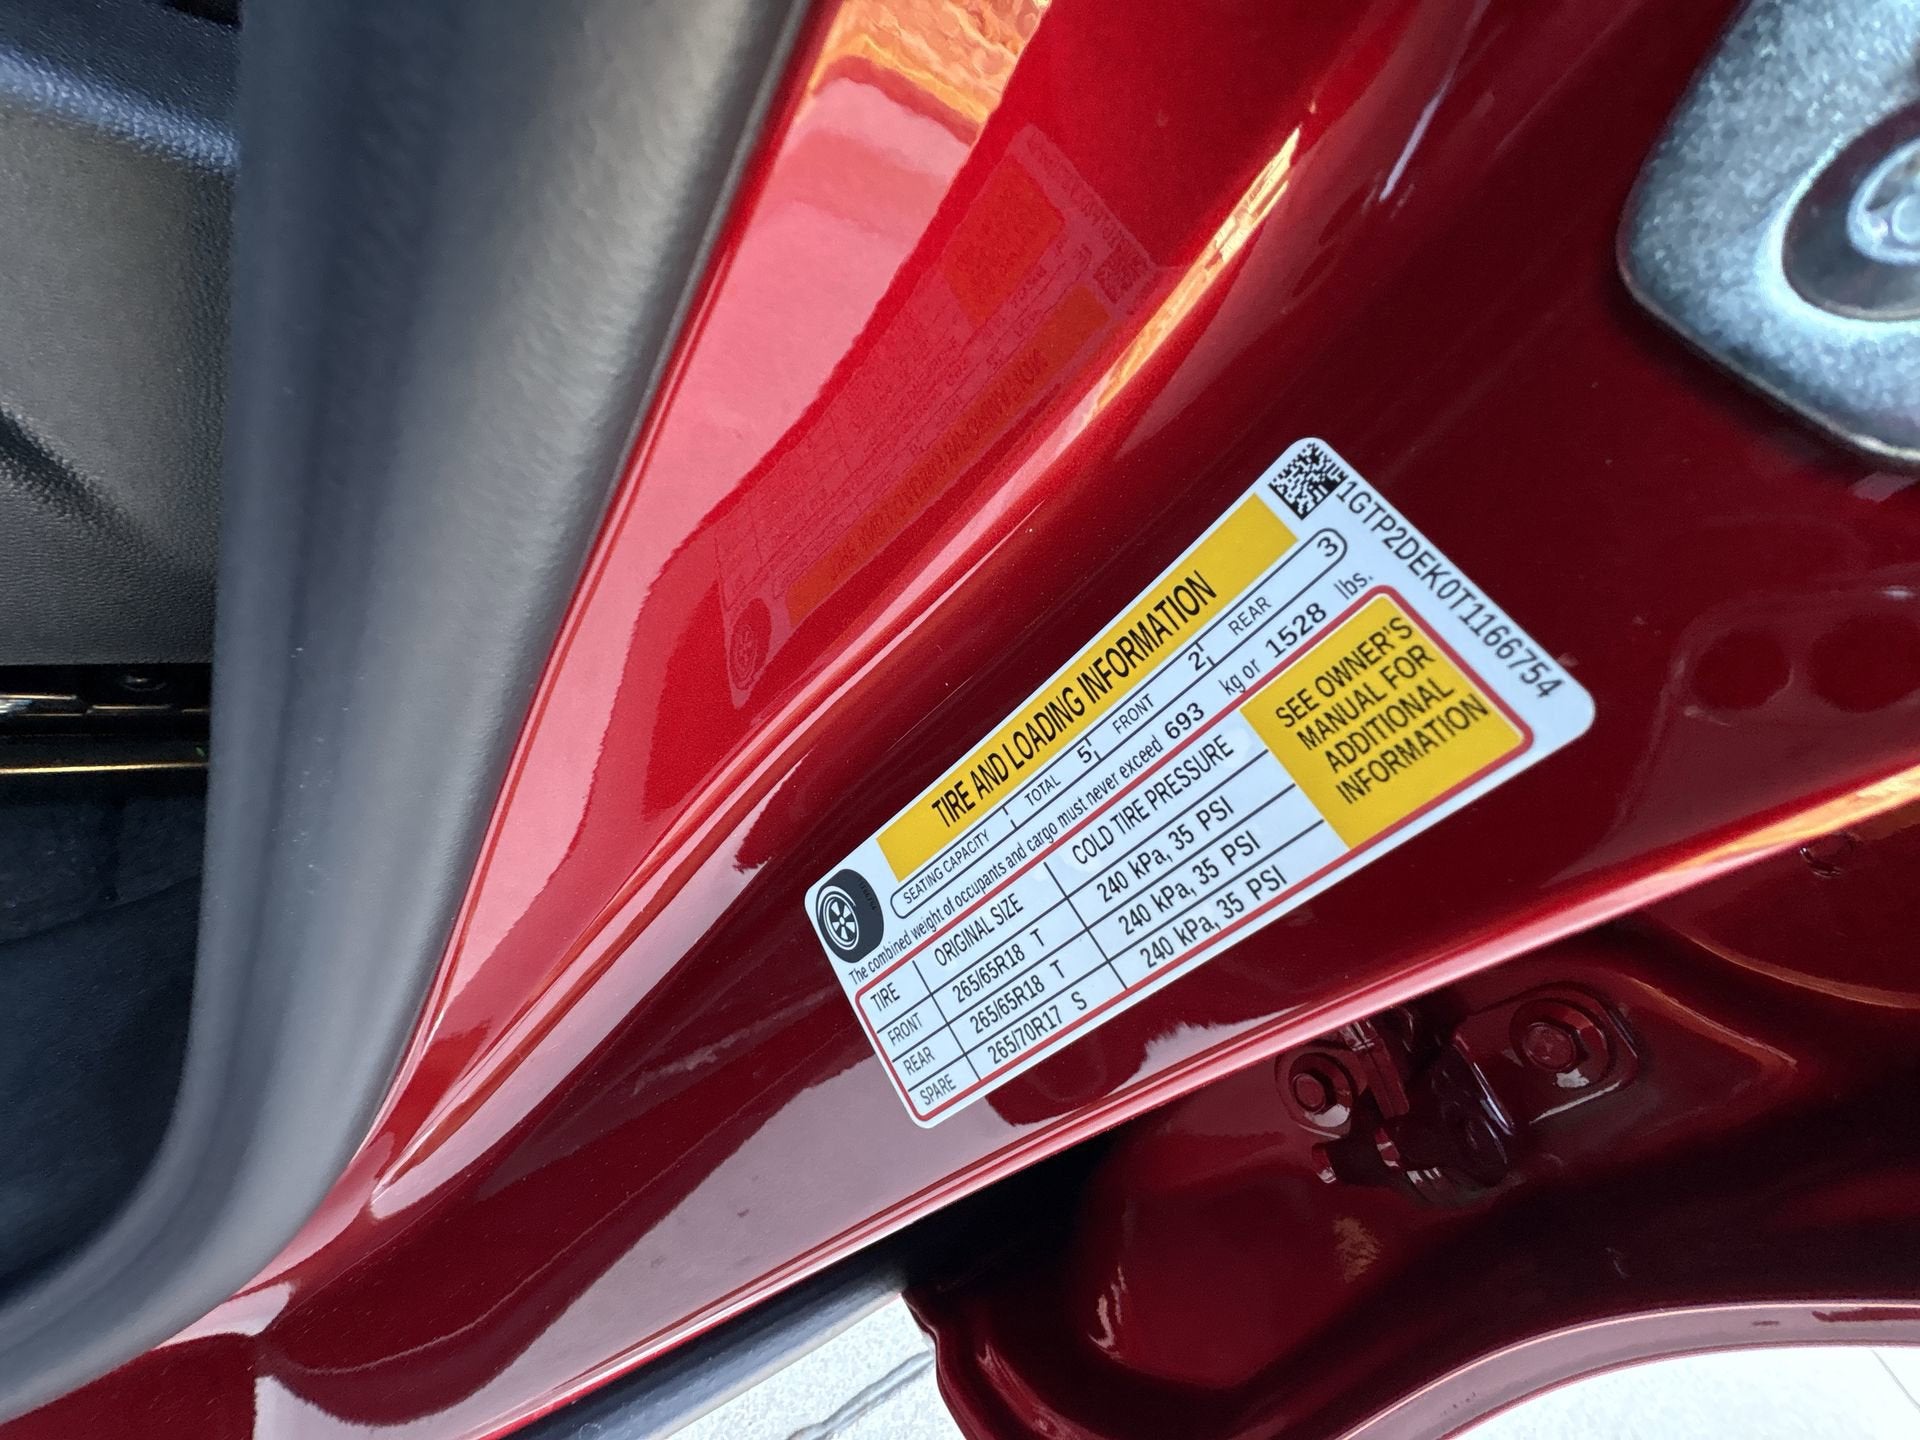 TIRE AND LOADING INFORMATION
SEATING CAPACITY TOTAL 5 FRONT 2 REAR 3
The combined weight of occupants and cargo must never exceed 693 kg or 1528 lbs.
TIRE ORIGINAL SIZE COLD TIRE PRESSURE
FRONT 265/65R18 T 240 kPa, 35 PSI
REAR 265/65R18 T 240 kPa, 35 PSI
SPARE 265/70R17 S 240 kPa, 35 PSI
SEE OWNER'S
MANUAL FOR
ADDITIONAL
INFORMATION
1GTP2DEK0T1166754